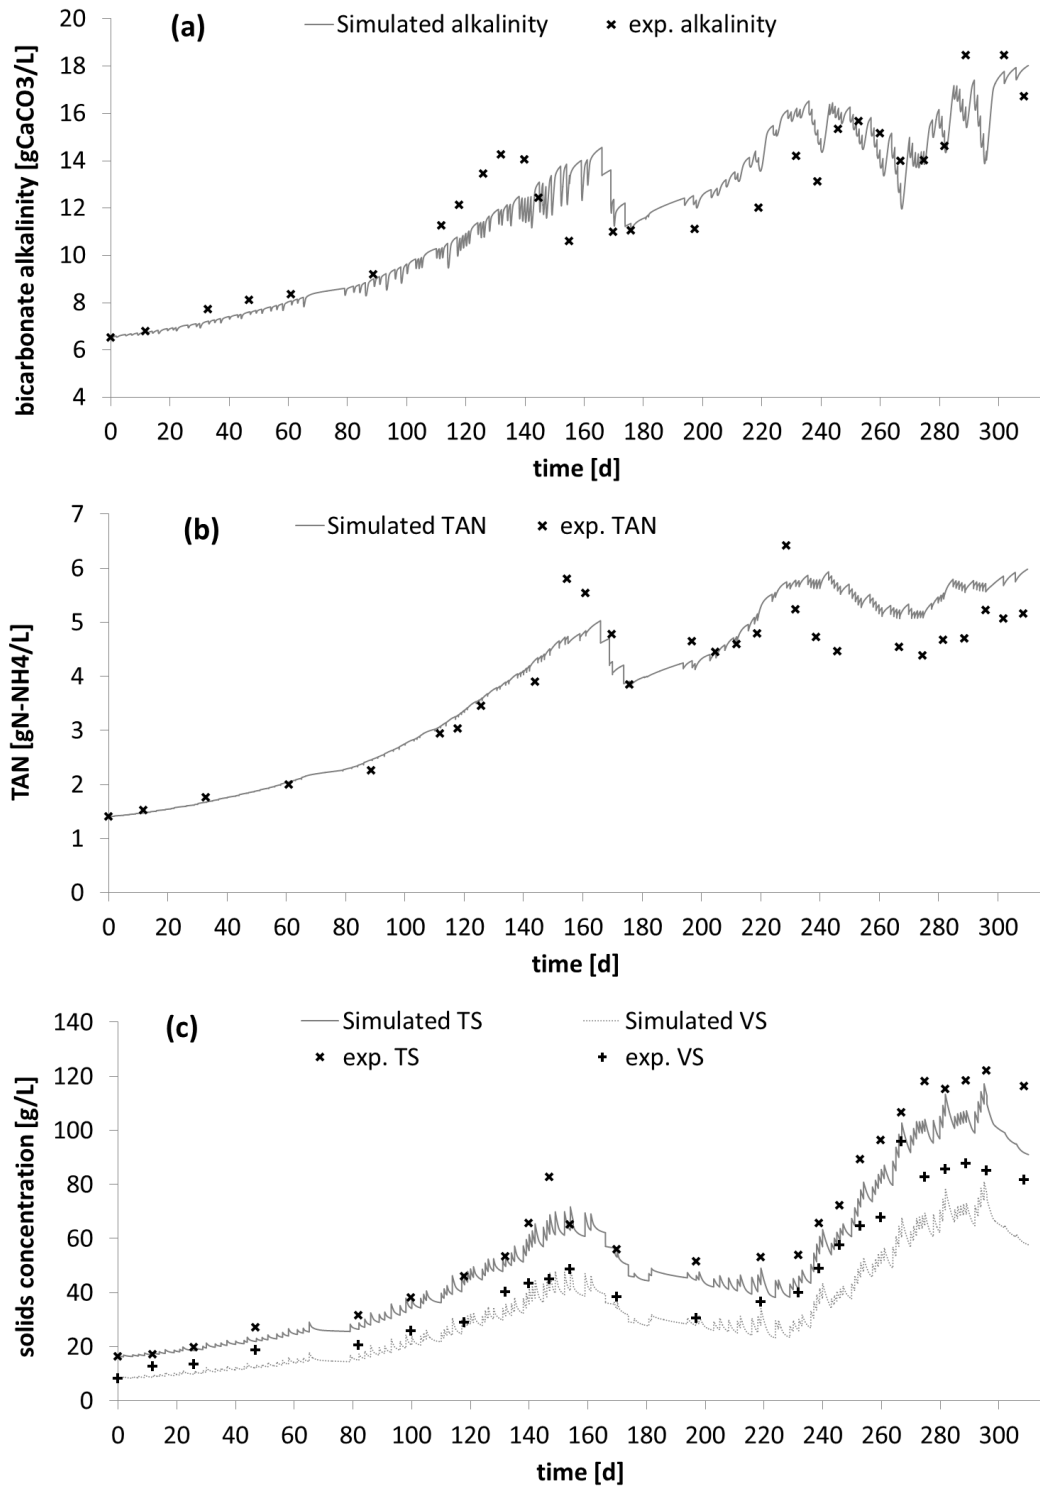 (a)
Simulated alkalinity
exp. alkalinity
bicarbonate alkalinity [gCaCO3/L]
20
18
16
14
12
10
8
6
4
0 20 40 60 80 100 120 140 160 180 200 220 240 260 280 300
time [d]
(b)
Simulated TAN
exp. TAN
TAN [gN-NH4/L]
7
6
5
4
3
2
1
0
0 20 40 60 80 100 120 140 160 180 200 220 240 260 280 300
time [d]
(c)
Simulated TS
Simulated VS
exp. TS
exp. VS
solids concentration [g/L]
140
120
100
80
60
40
20
0
0 20 40 60 80 100 120 140 160 180 200 220 240 260 280 300
time [d]